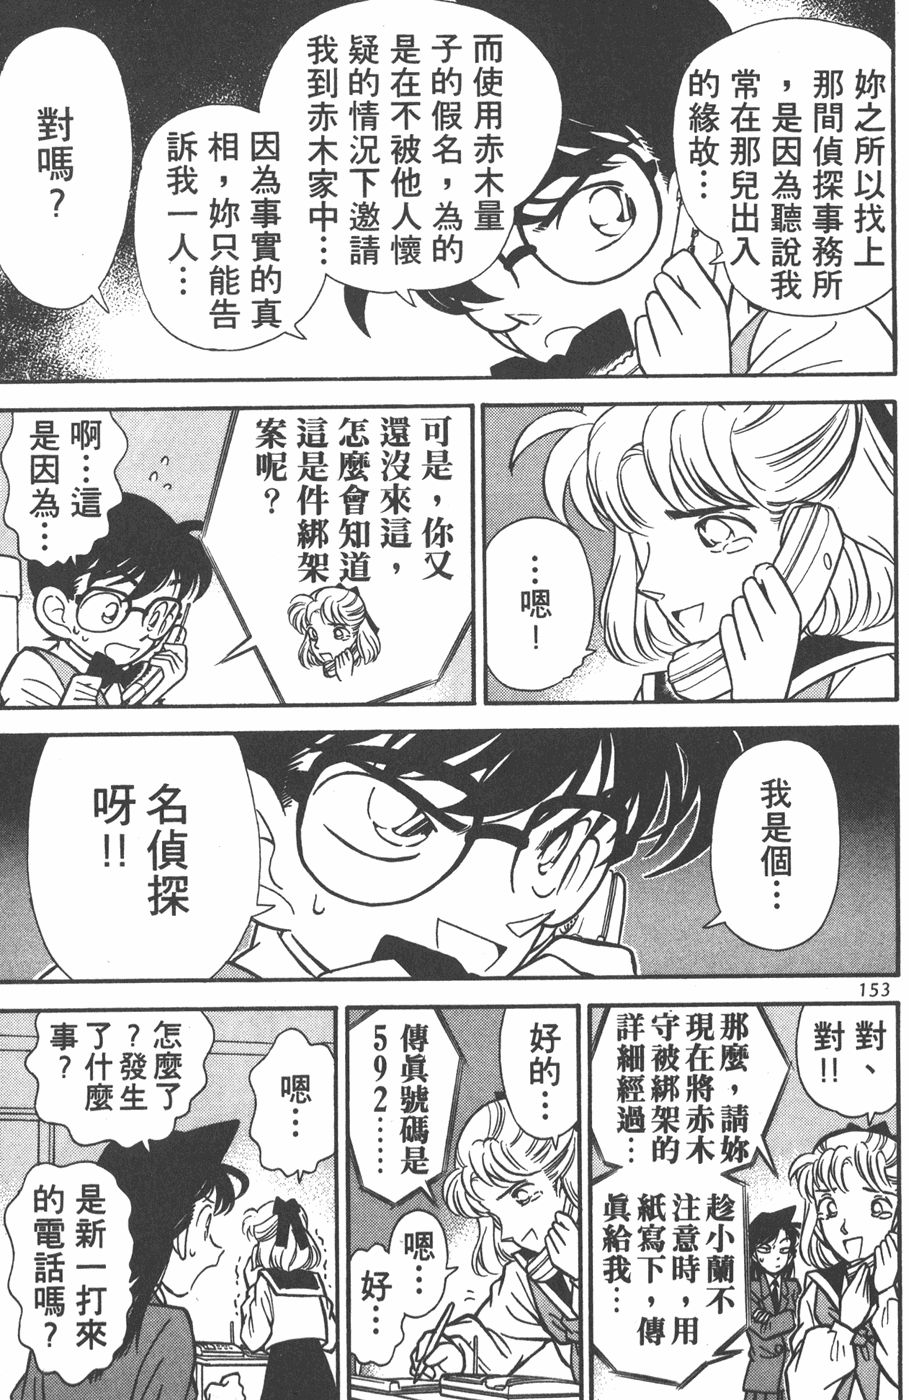 妳之所以找上
那間偵探事務所
，是因為聽說我
常在那兒出入
的緣故…
而使用赤木量
子的假名，為的
是在不被他人懷
疑的情況下邀請
我到赤木家中…
因為事實的真
相，妳只能告
訴我一人…
對嗎？
…嗯！
可是，你又
還沒來這，
怎麼會知道
這是件綁架
案呢？
啊…這
是因為…
我是個…
名偵探
呀!!
153
對、
對!!
那麼，請妳
現在將赤木
守被綁架的
詳細經過…
趁小蘭不
注意時，用
紙寫下，傳
眞給我…
好的…
傳眞號碼是
592……
嗯…
好…
嗯…
怎麼了
？發生
了什麼
事？
是新一打來
的電話嗎？